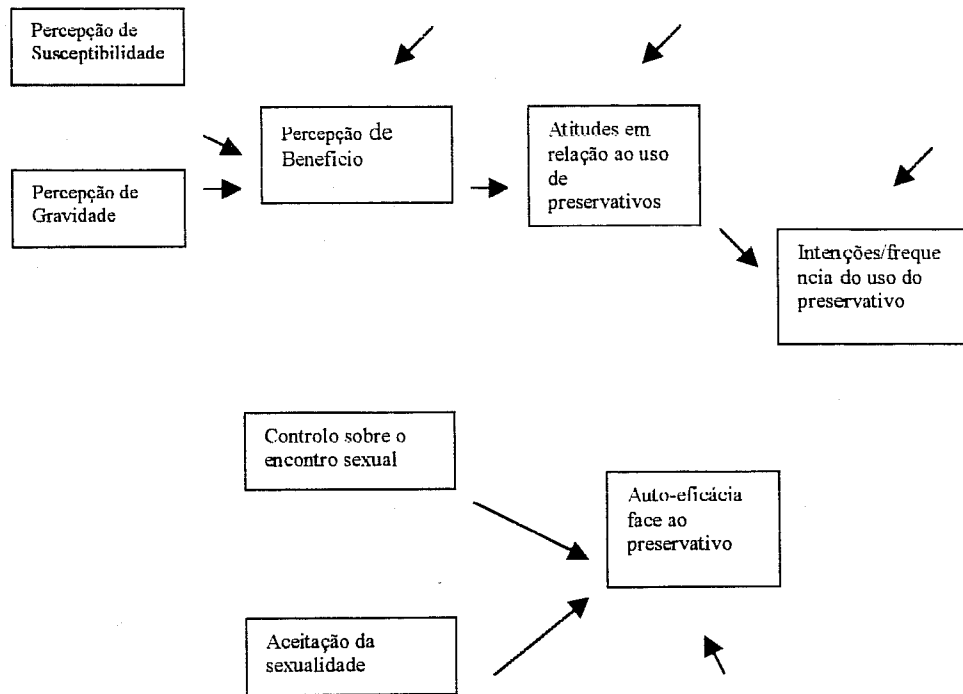 Percepção de
Susceptibilidade
Percepção de
Beneficio
Atitudes em
relação ao uso
de
preservativos
Percepção de
Gravidade
Intenções/freque
ncia do uso do
preservativo
Controlo sobre o
encontro sexual
Auto-eficácia
face ao
preservativo
Aceitação da
sexualidade